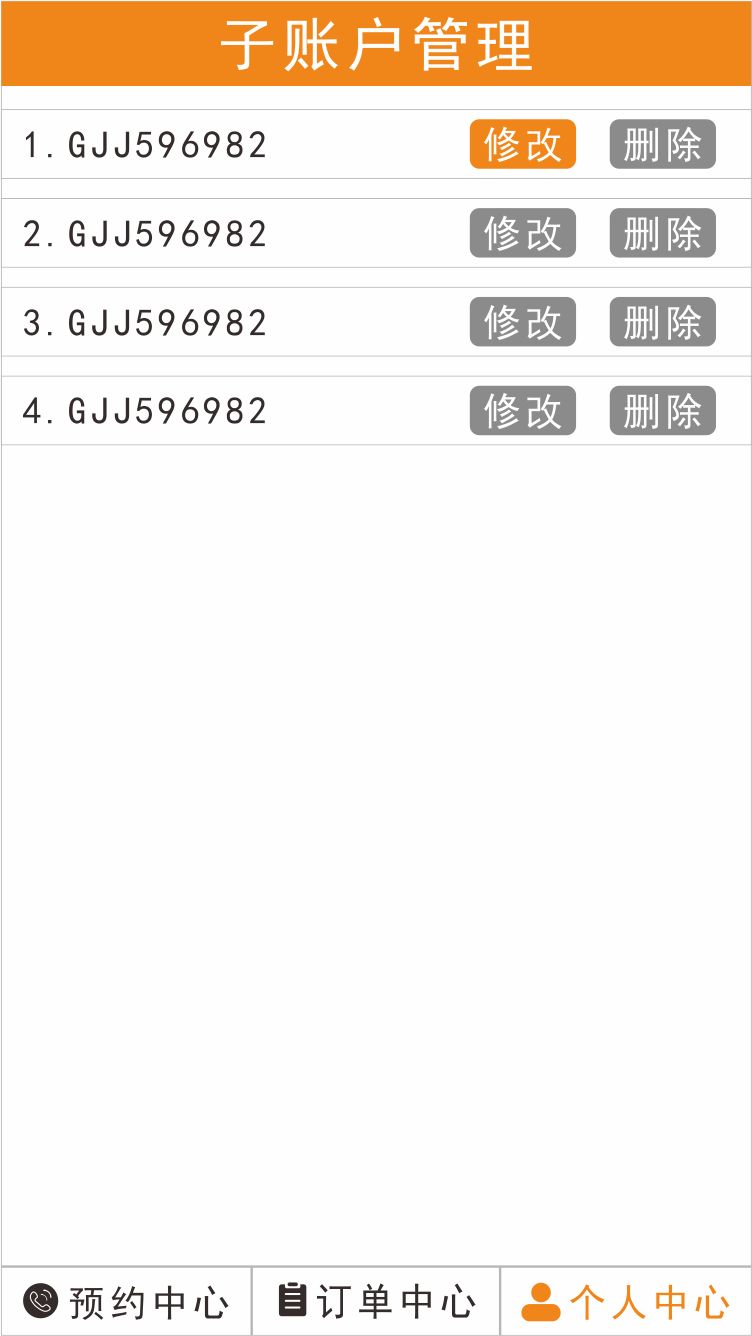 子账户管理
1.GJJ596982 修改 删除
2.GJJ596982 修改 删除
3.GJJ596982 修改 删除
4.GJJ596982 修改 删除
预约中心 订单中心 个人中心